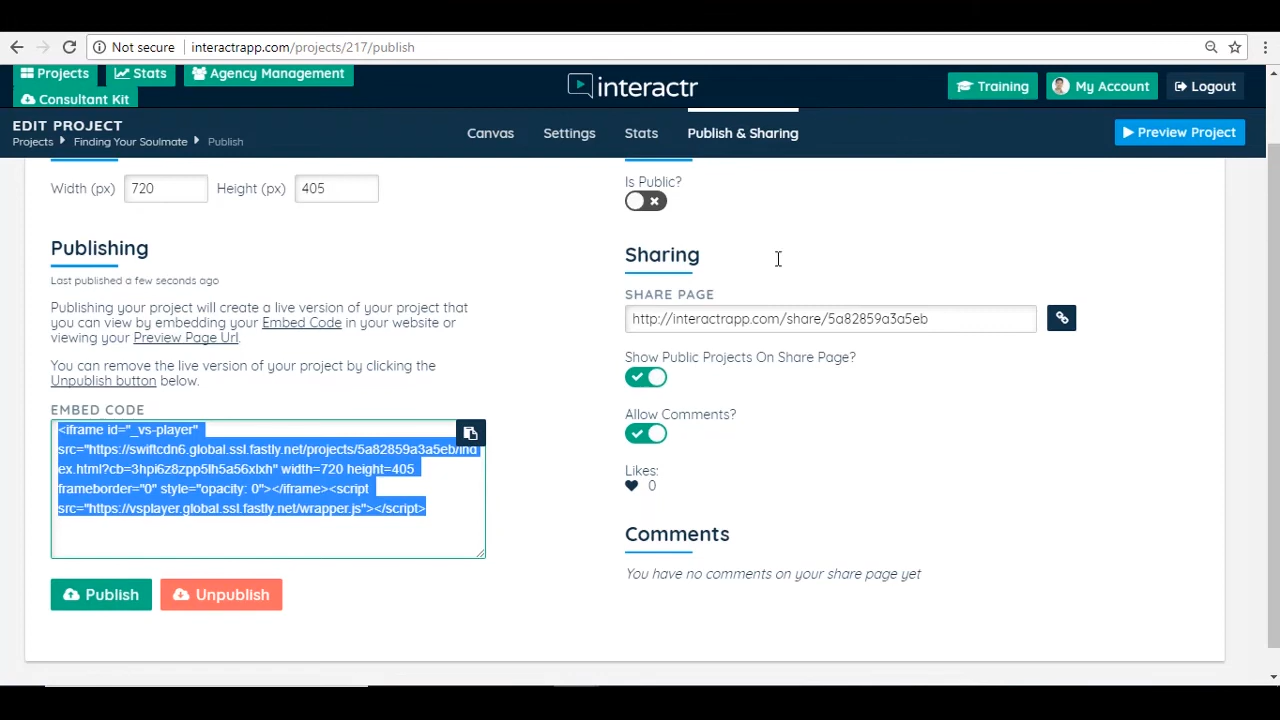 Not secure
interactrapp.com/projects/217/publish
Projects
Stats
Agency Management
Consultant Kit
interactr
Training
My Account
Logout
EDIT PROJECT
Projects
Finding Your Soulmate
Publish
Canvas
Settings
Stats
Publish & Sharing
Preview Project
Width (px)
720
Height (px)
405
Publishing
Last published a few seconds ago
Publishing your project will create a live version of your project that
you can view by embedding your Embed Code in your website or
viewing your Preview Page Url.
You can remove the live version of your project by clicking the
Unpublish button below.
EMBED CODE
<iframe id="_vs-player"
src="https://swiftcdn6.global.ssl.fastly.net/projects/5a82859a3a5eb/ind
ex.html?cb=3hpi6z8zpp5lh5a56xlxh" width=720 height=405
frameborder="0" style="opacity: 0"></iframe><script
src="https://vsplayer.global.ssl.fastly.net/wrapper.js"></script>
Publish
Unpublish
Is Public?
Sharing
SHARE PAGE
http://interactrapp.com/share/5a82859a3a5eb
Show Public Projects On Share Page?
Allow Comments?
Likes:
0
Comments
You have no comments on your share page yet